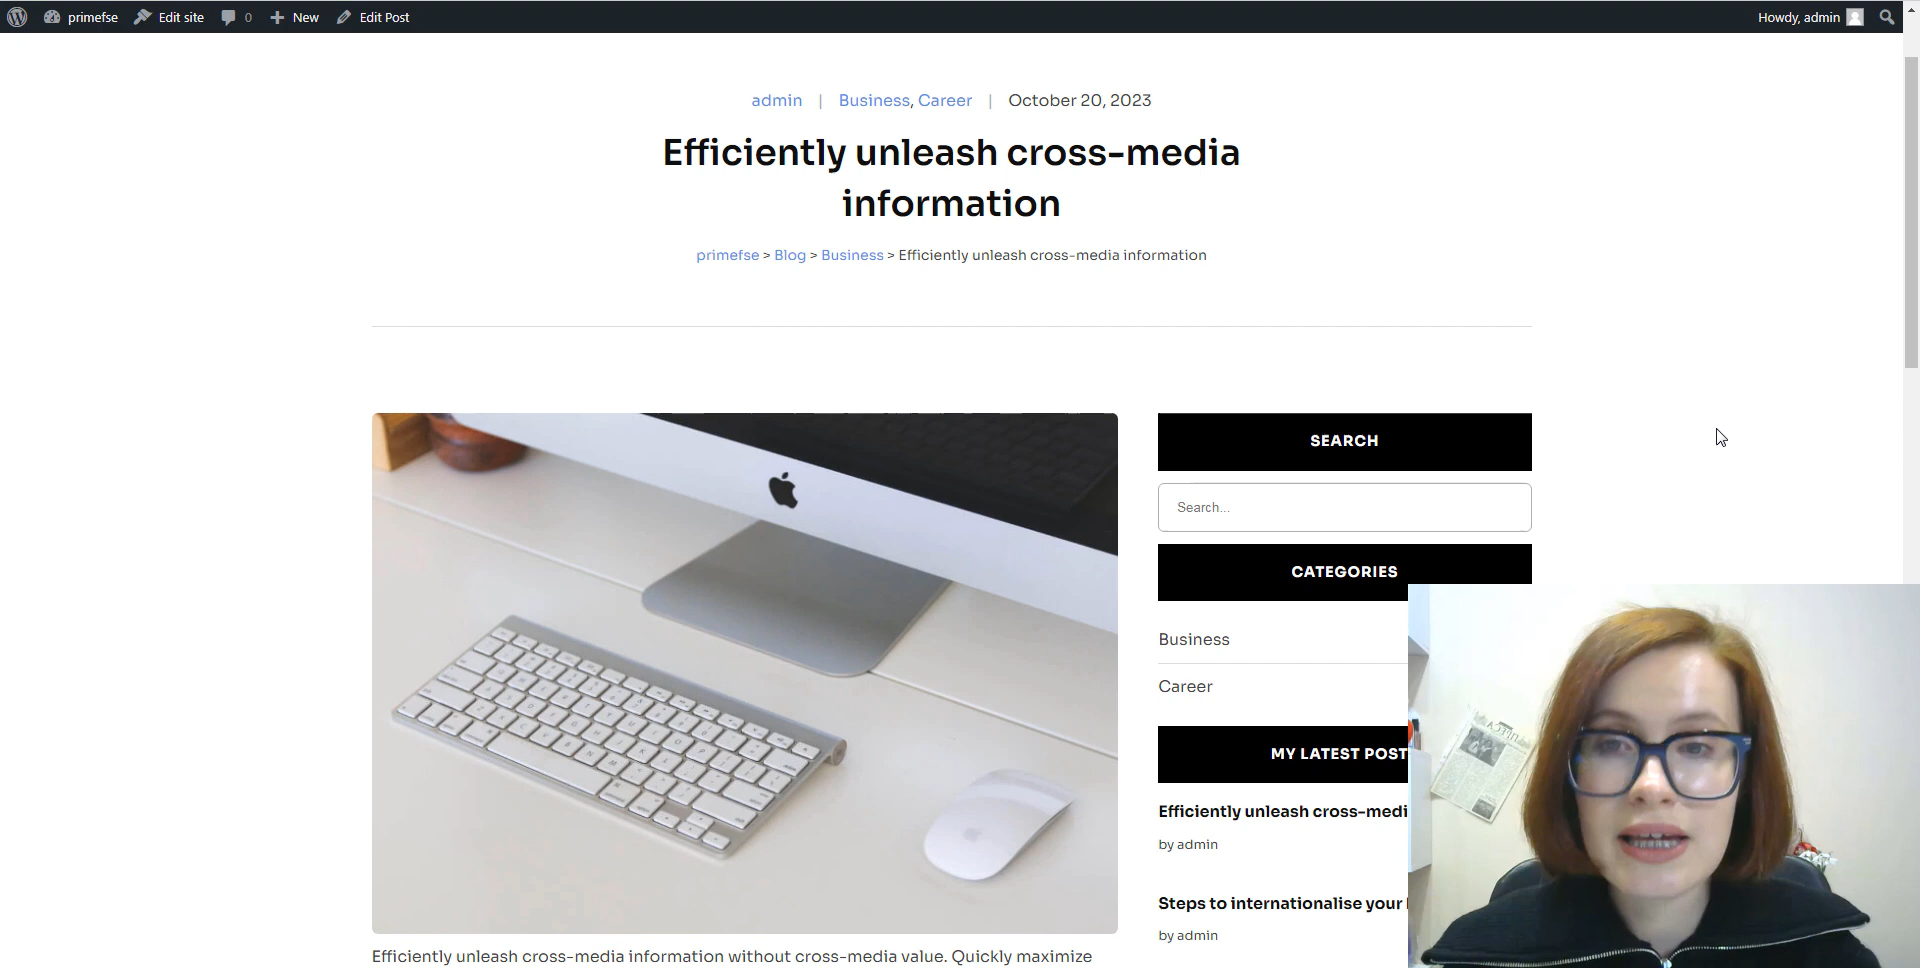 primefse Edit site 0 New Edit Post Howdy, admin
admin | Business, Career | October 20, 2023
Efficiently unleash cross-media
information
primefse > Blog > Business > Efficiently unleash cross-media information
SEARCH
Search...
CATEGORIES
Business
Career
MY LATEST POST
Efficiently unleash cross-medi
by admin
Steps to internationalise your
by admin
Efficiently unleash cross-media information without cross-media value. Quickly maximize